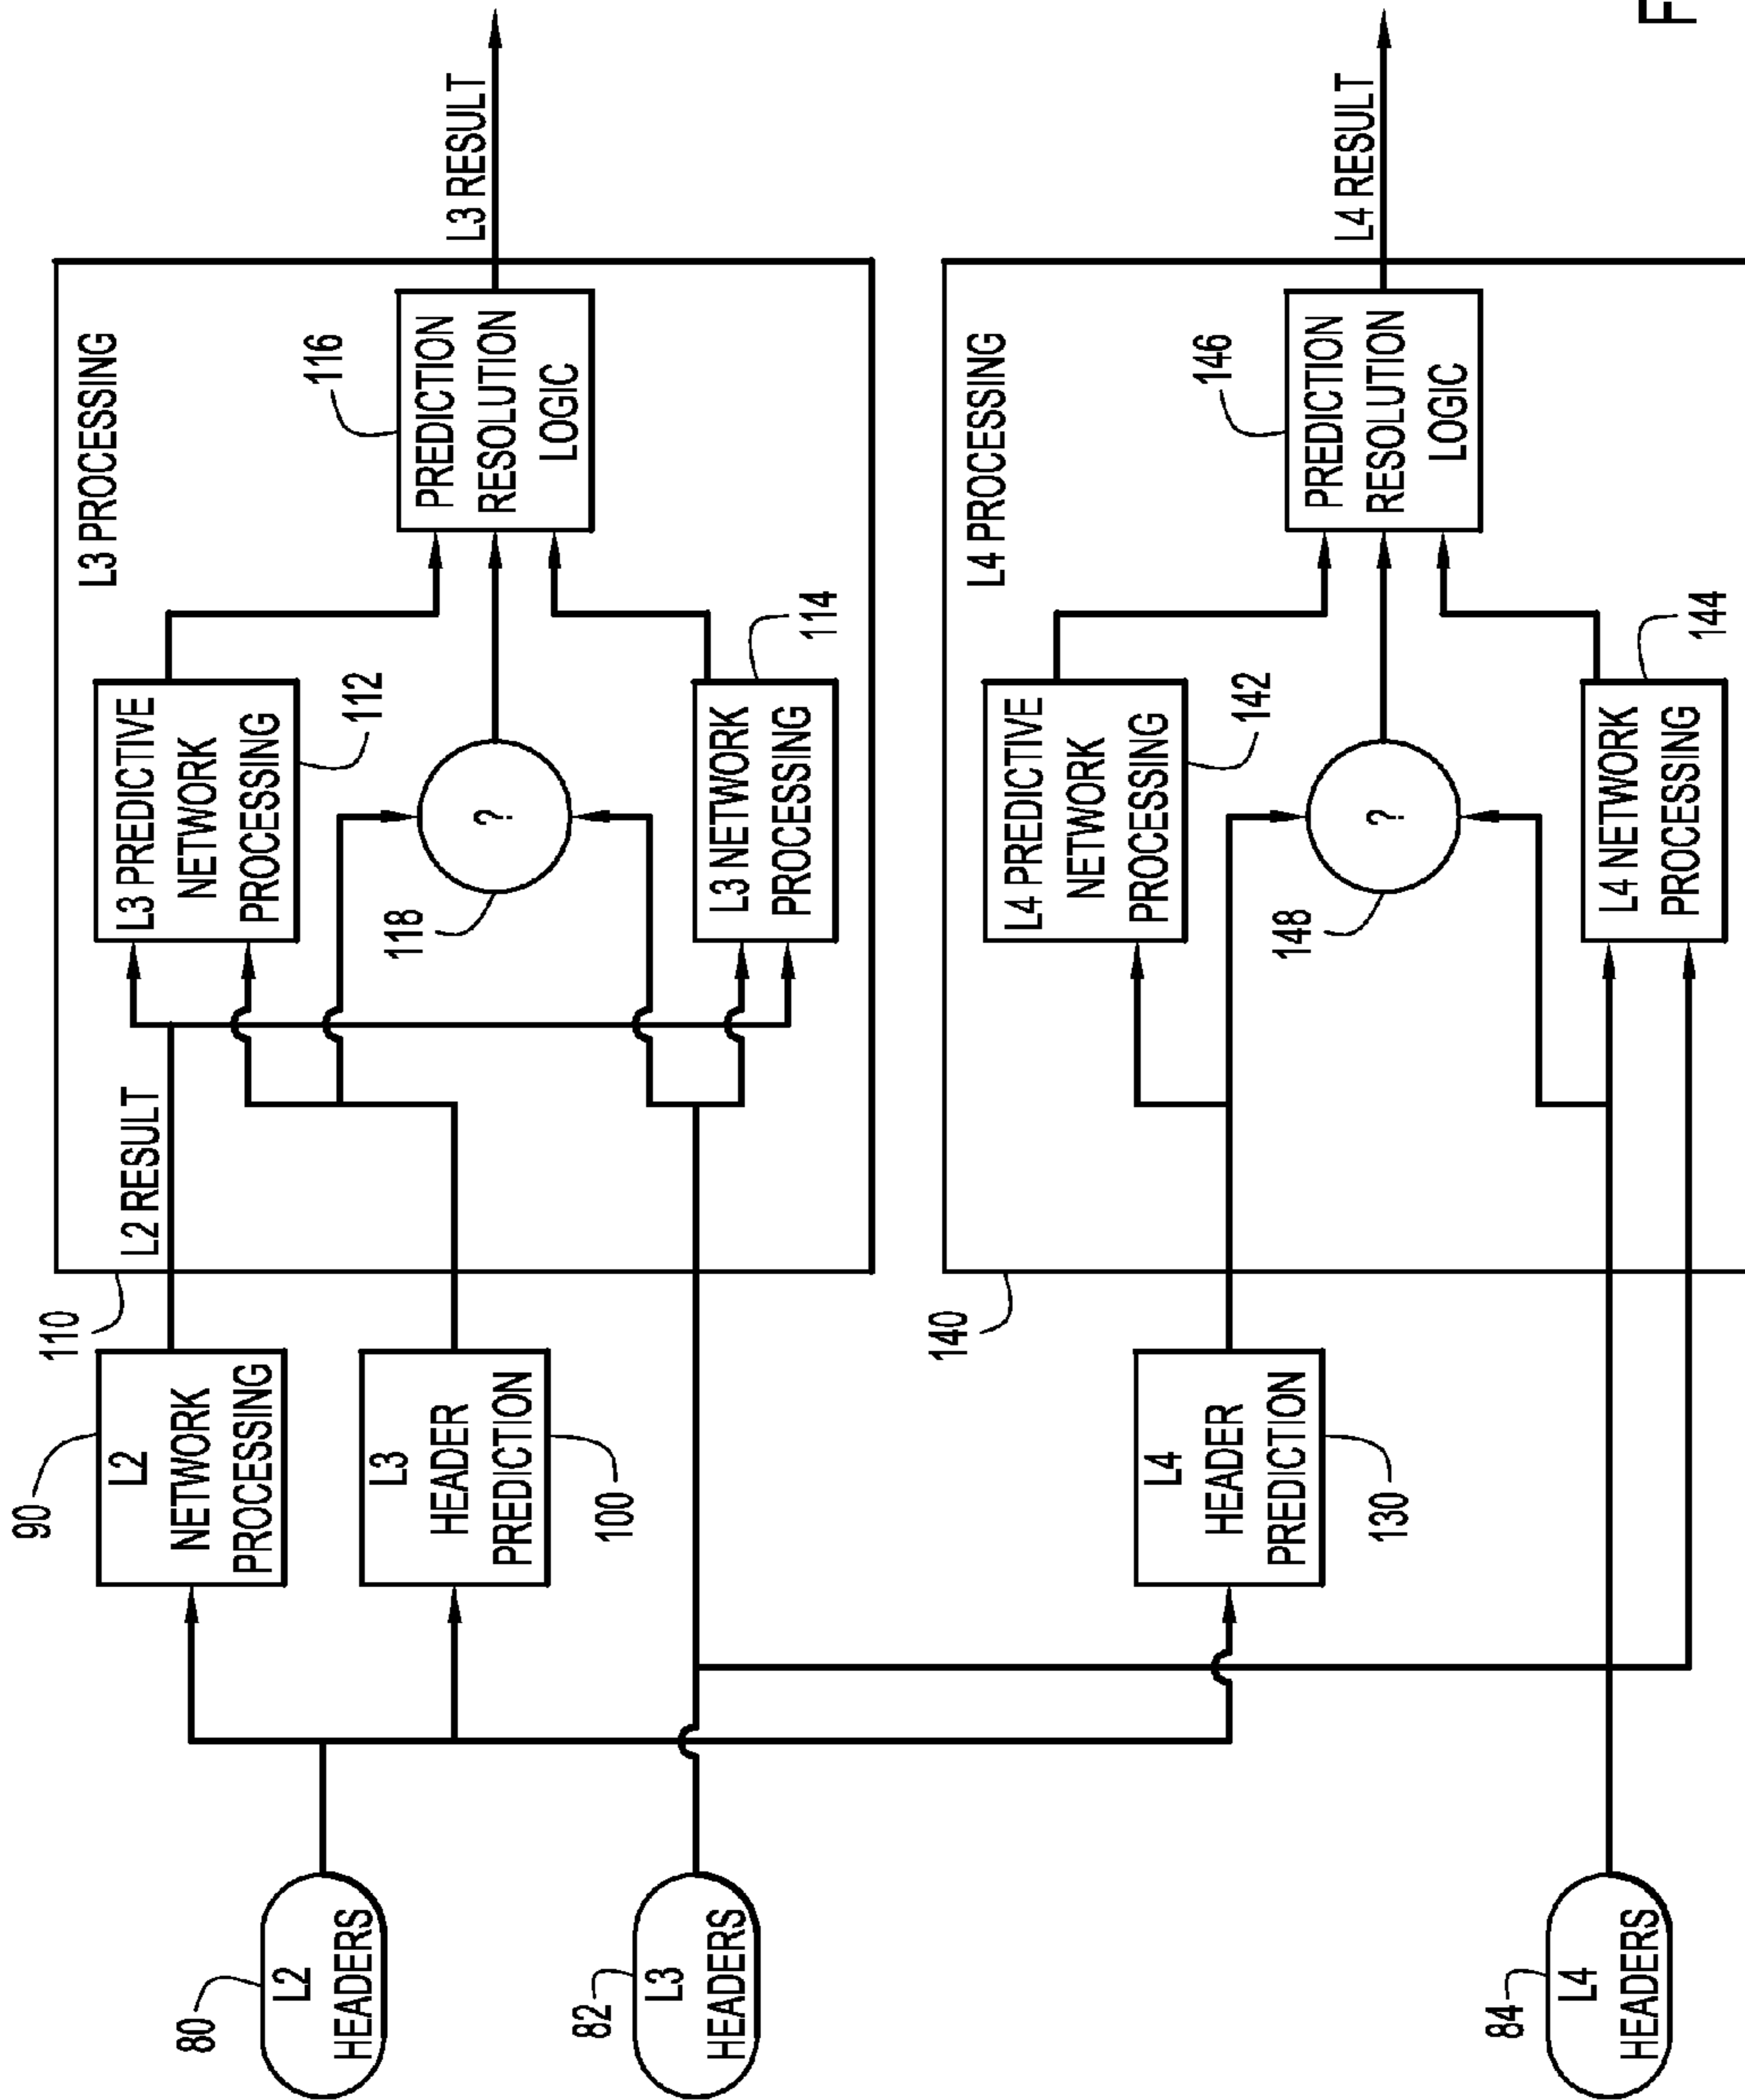 80
L2
HEADERS
82
L3
HEADERS
84
L4
HEADERS
90
L2
NETWORK
PROCESSING
L3
HEADER
PREDICTION
100
L4
HEADER
PREDICTION
130
110
L2 RESULT
L3 PROCESSING
L3 PREDICTIVE
NETWORK
PROCESSING
112
118
?
L3 NETWORK
PROCESSING
114
116
PREDICTION
RESOLUTION
LOGIC
L3 RESULT
140
L4 PROCESSING
L4 PREDICTIVE
NETWORK
PROCESSING
142
148
?
L4 NETWORK
PROCESSING
144
146
PREDICTION
RESOLUTION
LOGIC
L4 RESULT
F